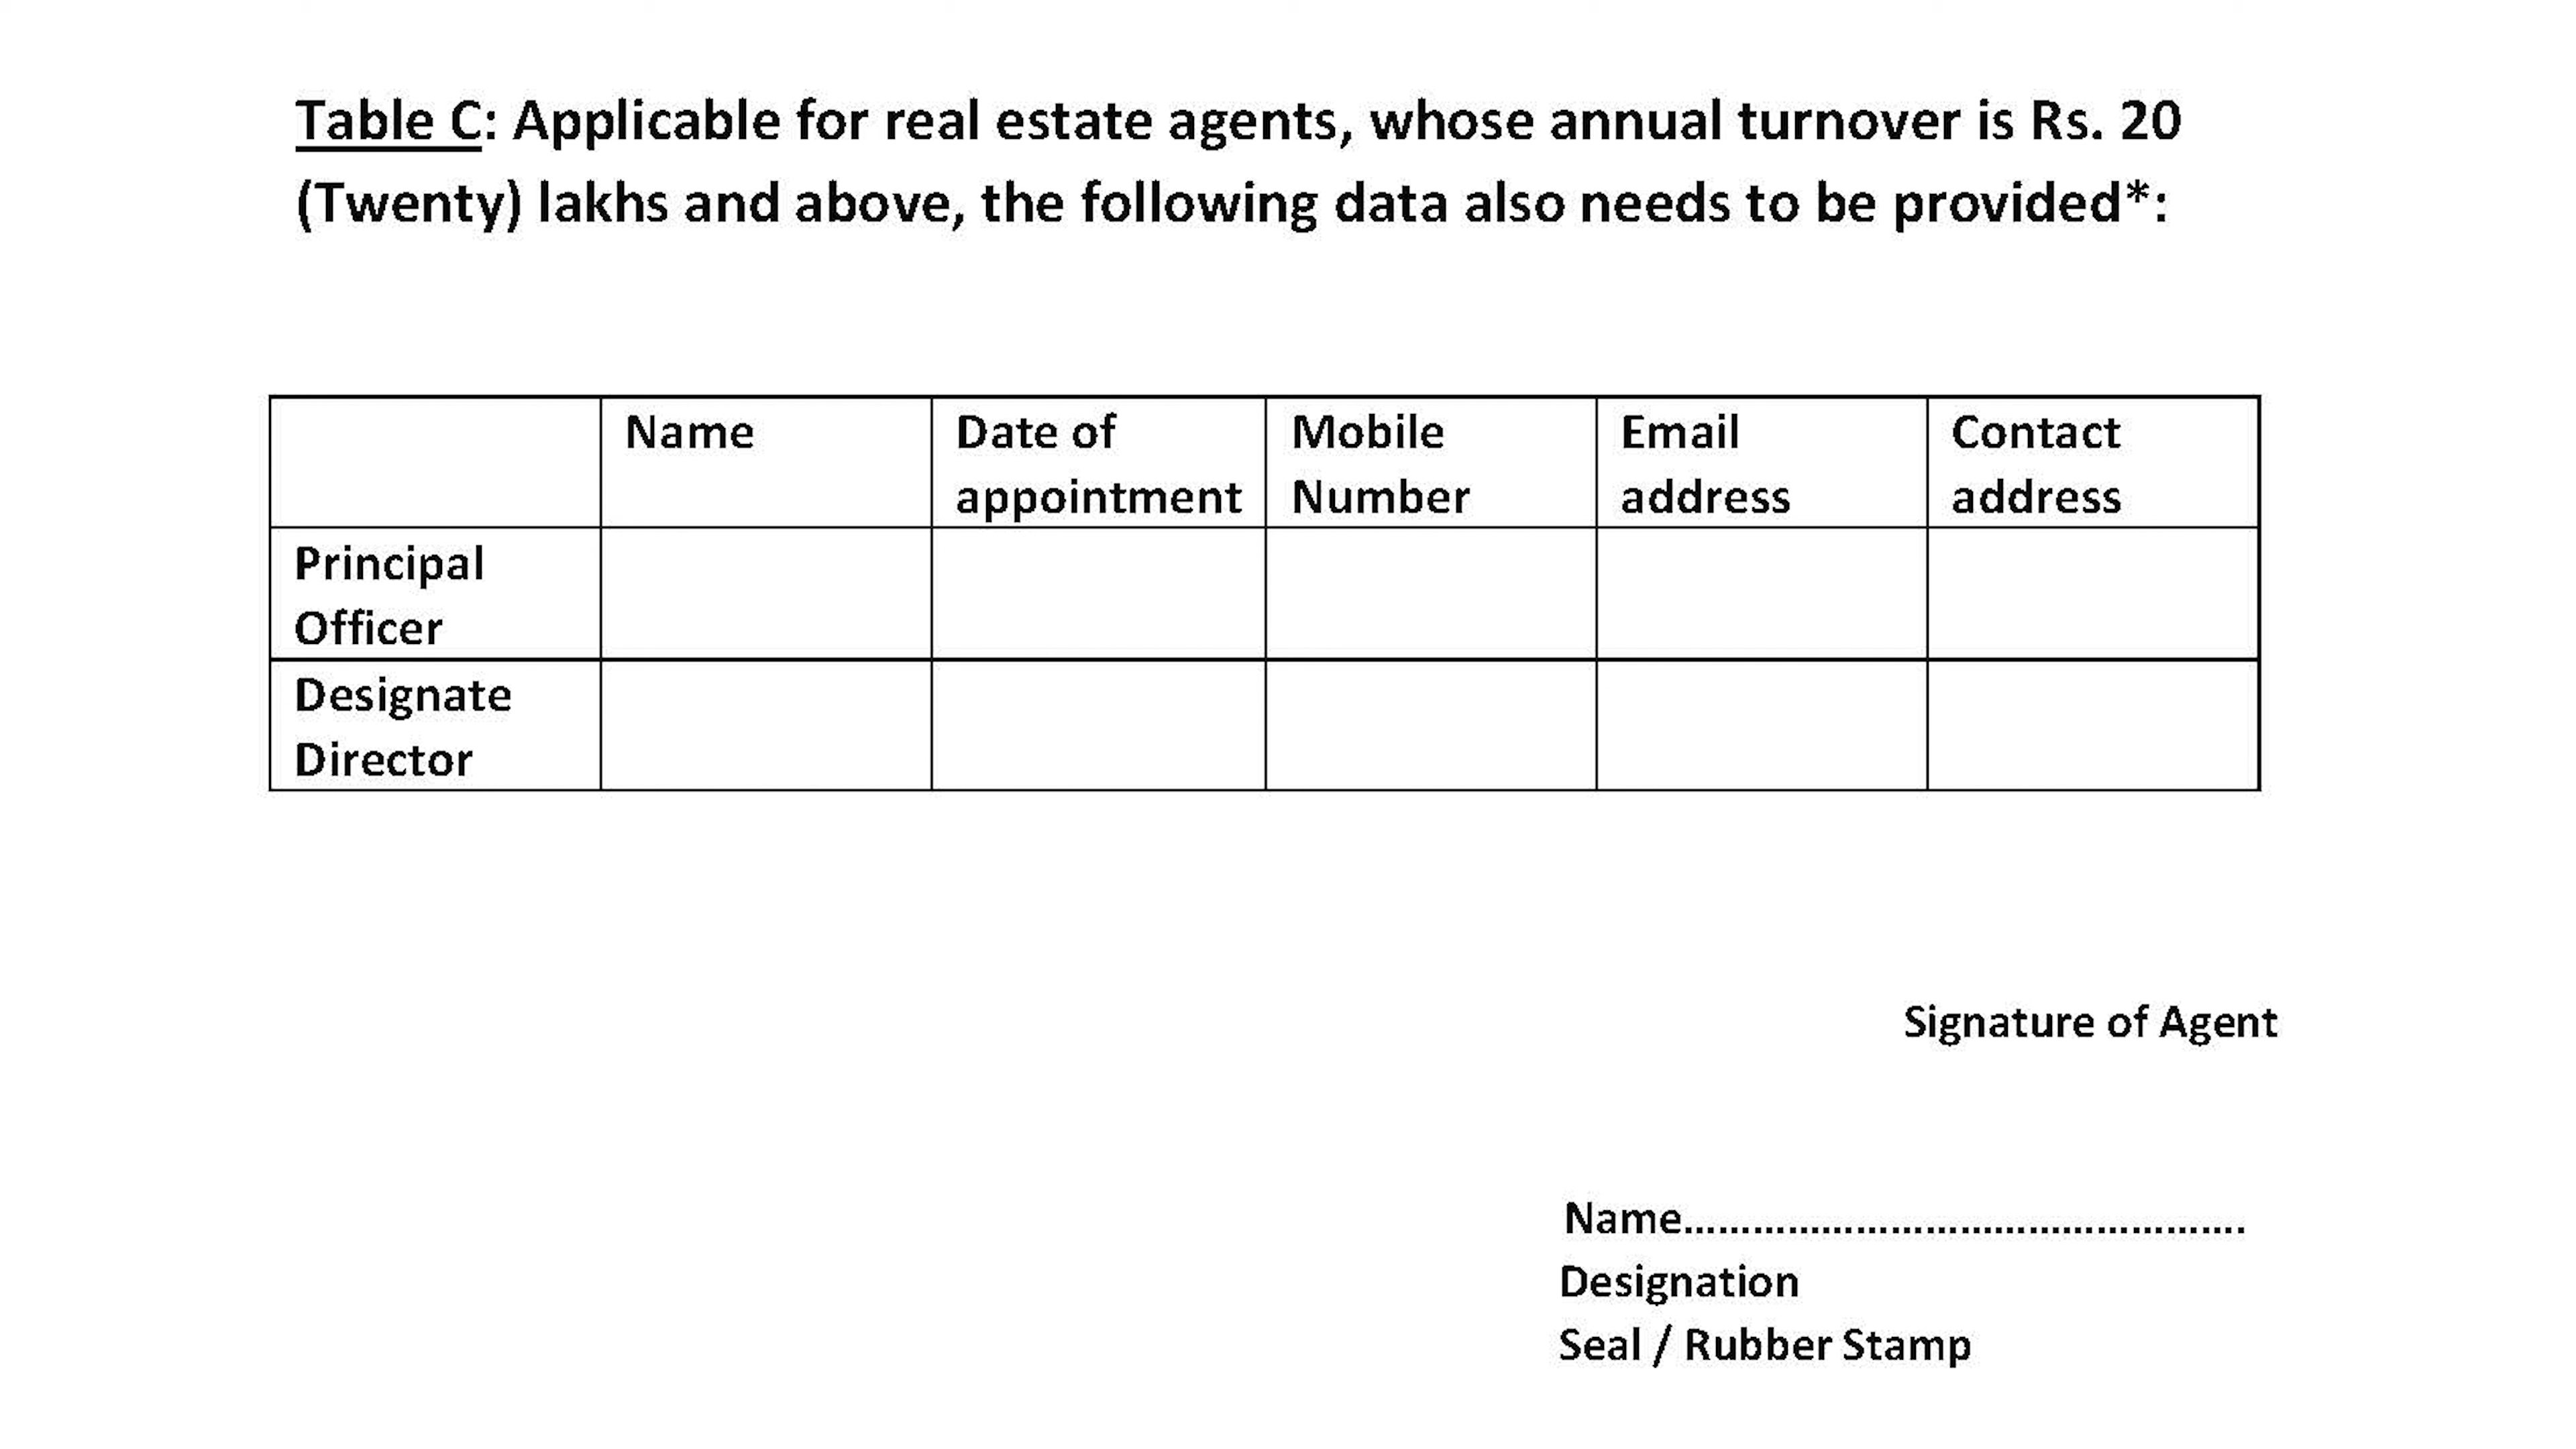 Table C: Applicable for real estate agents, whose annual turnover is Rs. 20
(Twenty) lakhs and above, the following data also needs to be provided*:
Name
Date of
appointment
Mobile
Number
Email
address
Contact
address
Principal
Officer
Designate
Director
Signature of Agent
Name.................................................
Designation
Seal / Rubber Stamp